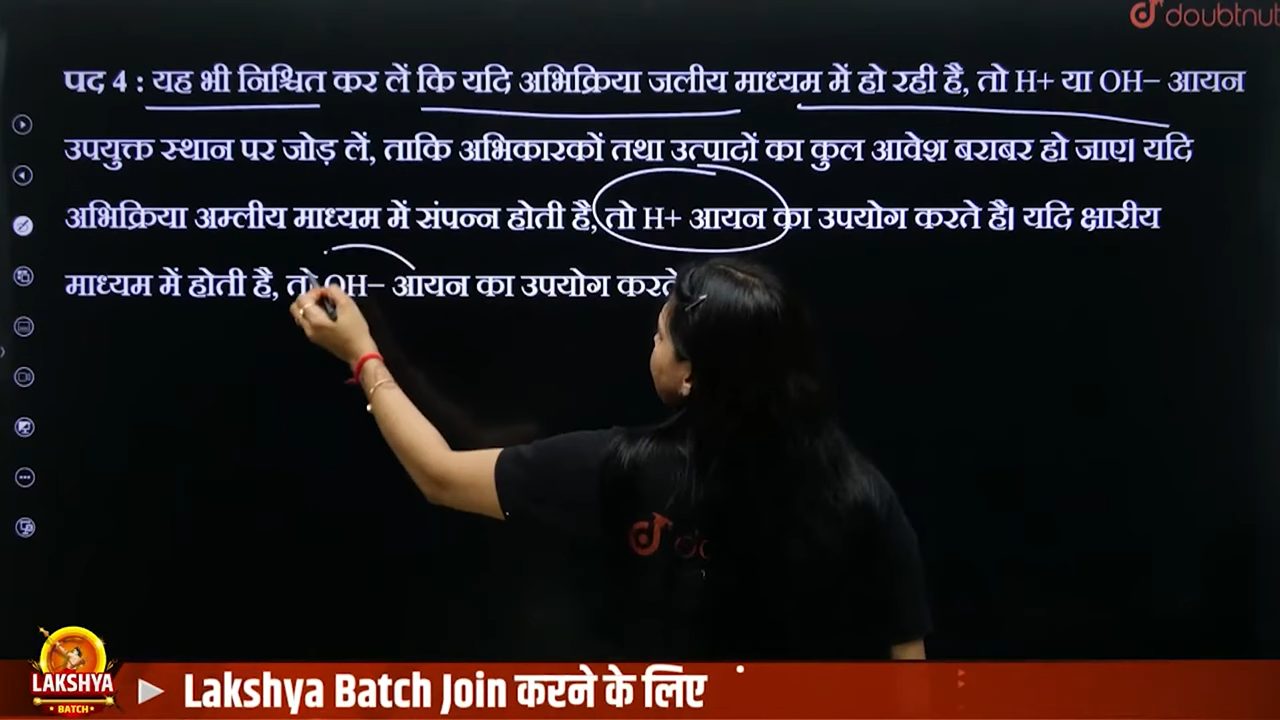 doubtnut
पद 4 : यह भी निश्चित कर लें कि यदि अभिक्रिया जलीय माध्यम में हो रही है, तो H+ या OH− आयन
उपयुक्त स्थान पर जोड़ लें, ताकि अभिकारकों तथा उत्पादों का कुल आवेश बराबर हो जाए। यदि
अभिक्रिया अम्लीय माध्यम में संपन्न होती है, तो H+ आयन का उपयोग करते है। यदि क्षारीय
माध्यम में होती है, तो OH− आयन का उपयोग करते
LAKSHYA
BATCH
Lakshya Batch Join करने के लिए